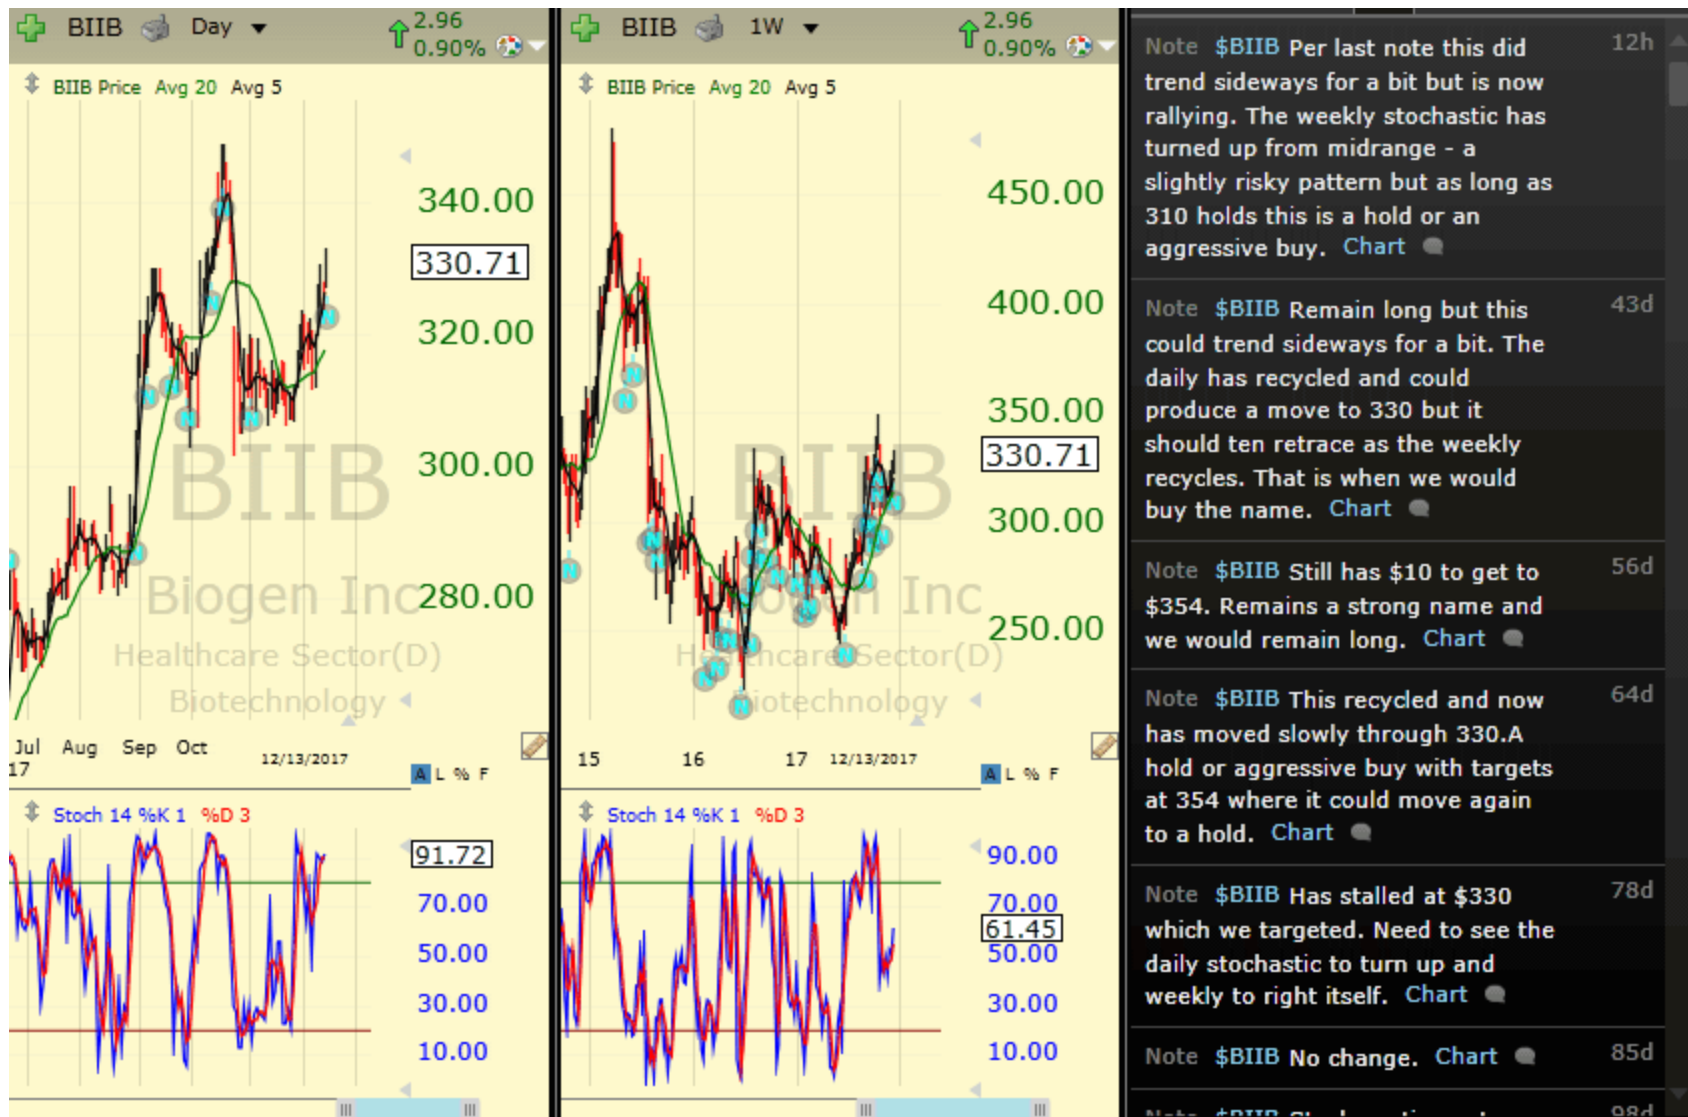 BIIB Day 2.96
0.90%
BIIB Price Avg 20 Avg 5
340.00
330.71
320.00
300.00
280.00
BIIB
Biogen Inc
Healthcare Sector(D)
Biotechnology
Jul Aug Sep Oct 12/13/2017
17
A L % F
Stoch 14 %K 1 %D 3
91.72
70.00
50.00
30.00
10.00
BIIB 1W 2.96
0.90%
BIIB Price Avg 20 Avg 5
450.00
400.00
350.00
330.71
300.00
250.00
BIIB
Biogen Inc
Healthcare Sector(D)
Biotechnology
15 16 17 12/13/2017
A L % F
Stoch 14 %K 1 %D 3
90.00
70.00
61.45
50.00
30.00
10.00
Note $BIIB Per last note this did 12h
trend sideways for a bit but is now
rallying. The weekly stochastic has
turned up from midrange - a
slightly risky pattern but as long as
310 holds this is a hold or an
aggressive buy. Chart
Note $BIIB Remain long but this 43d
could trend sideways for a bit. The
daily has recycled and could
produce a move to 330 but it
should ten retrace as the weekly
recycles. That is when we would
buy the name. Chart
Note $BIIB Still has $10 to get to 56d
$354. Remains a strong name and
we would remain long. Chart
Note $BIIB This recycled and now 64d
has moved slowly through 330.A
hold or aggressive buy with targets
at 354 where it could move again
to a hold. Chart
Note $BIIB Has stalled at $330 78d
which we targeted. Need to see the
daily stochastic to turn up and
weekly to right itself. Chart
Note $BIIB No change. Chart 85d
Note $BIIB 98d